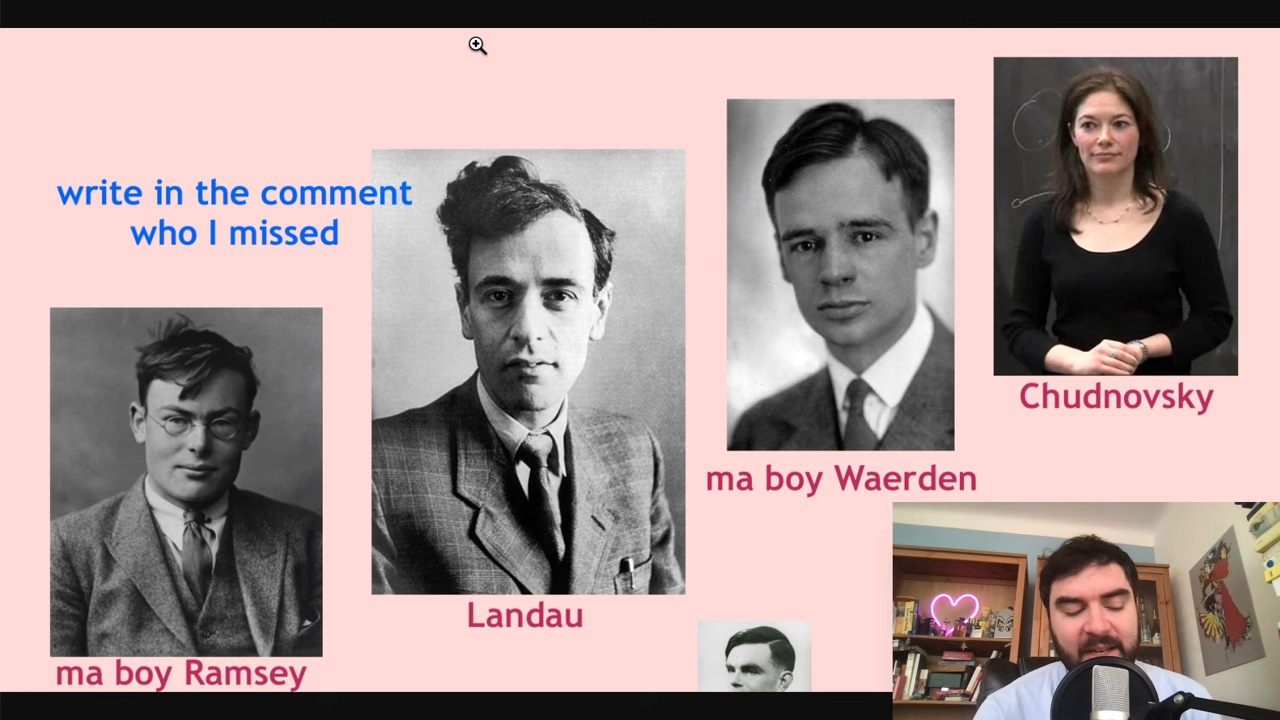 write in the comment
who I missed
Chudnovsky
ma boy Waerden
Landau
ma boy Ramsey